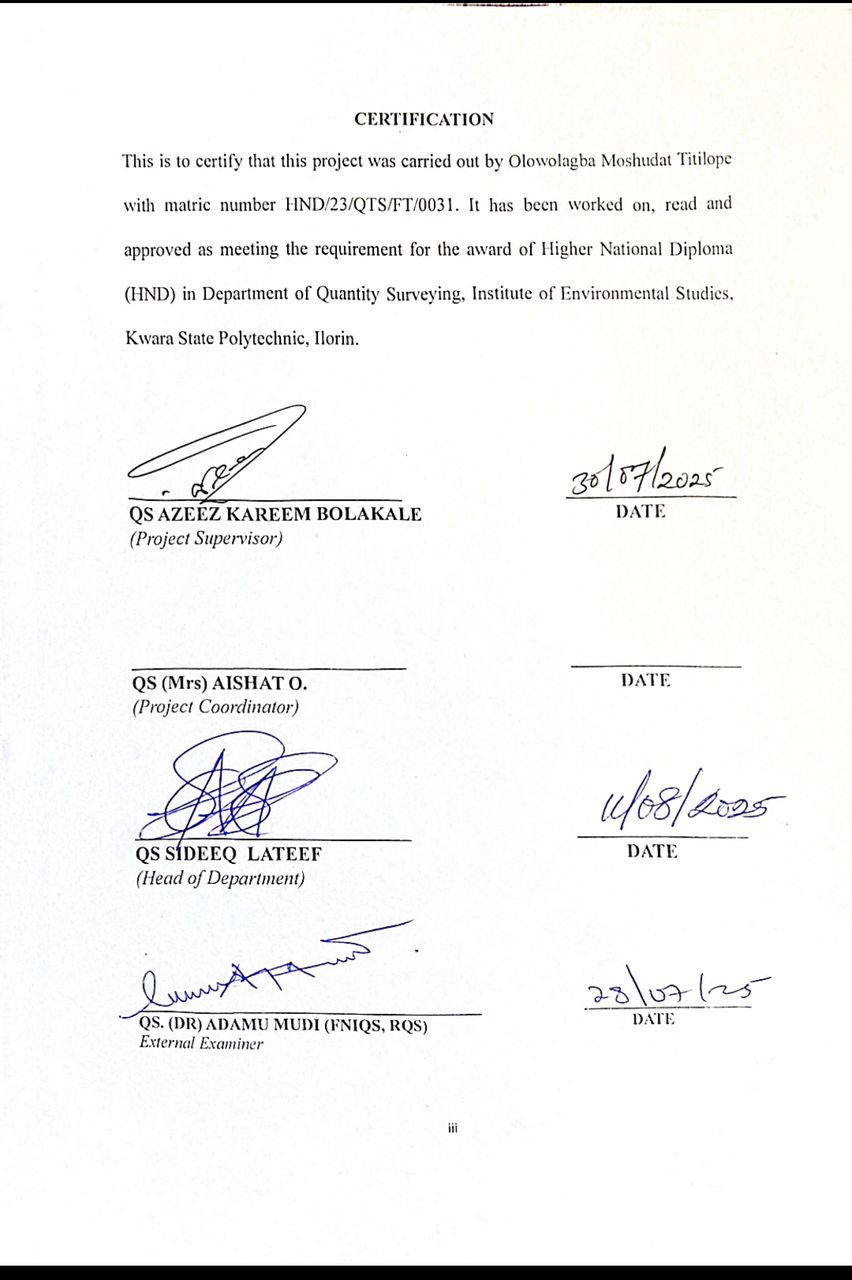 CERTIFICATION
This is to certify that this project was carried out by Olowolagba Moshudat Titilope
with matric number HND/23/QTS/FT/0031. It has been worked on, read and
approved as meeting the requirement for the award of Higher National Diploma
(HND) in Department of Quantity Surveying, Institute of Environmental Studies,
Kwara State Polytechnic, Ilorin.
30/07/2025
QS AZEEZ KAREEM BOLAKALE DATE
(Project Supervisor)
QS (Mrs) AISHAT O. DATE
(Project Coordinator)
11/08/2025
QS SIDEEQ LATEEF DATE
(Head of Department)
28/07/25
QS. (DR) ADAMU MUDI (FNIQS, RQS) DATE
External Examiner
iii